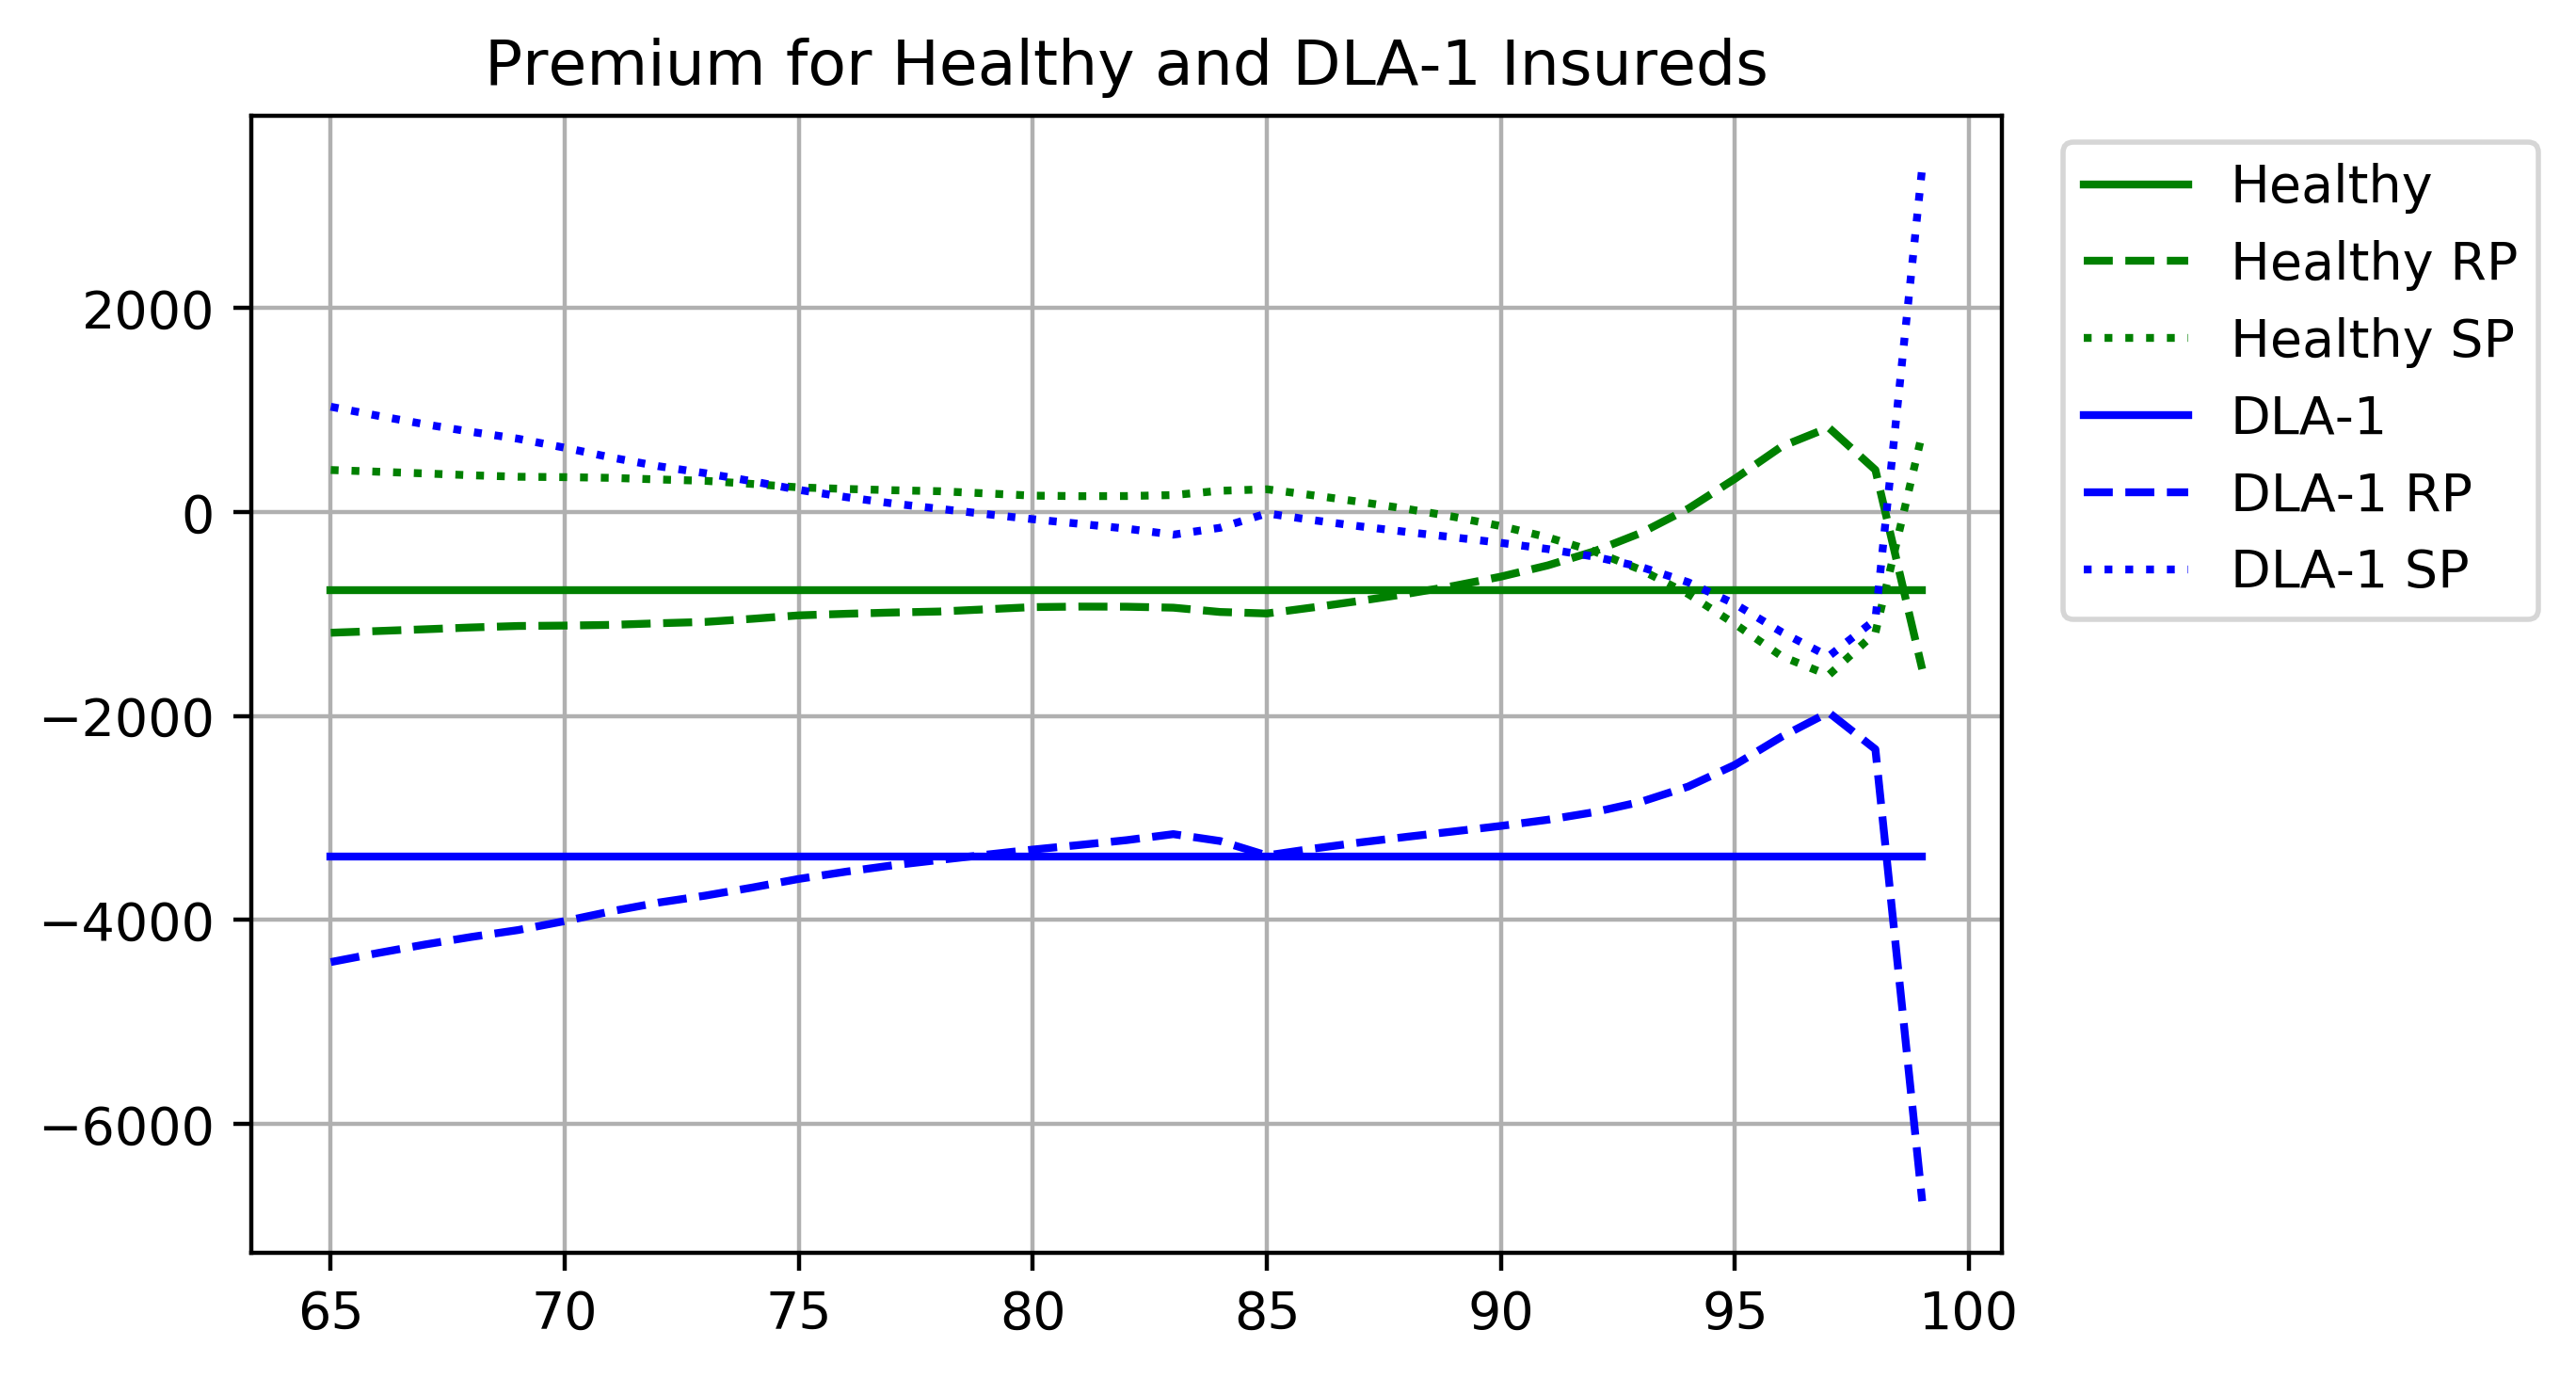 Premium for Healthy and DLA-1 Insureds
2000
0
−2000
−4000
−6000
65 70 75 80 85 90 95 100
Healthy
Healthy RP
Healthy SP
DLA-1
DLA-1 RP
DLA-1 SP